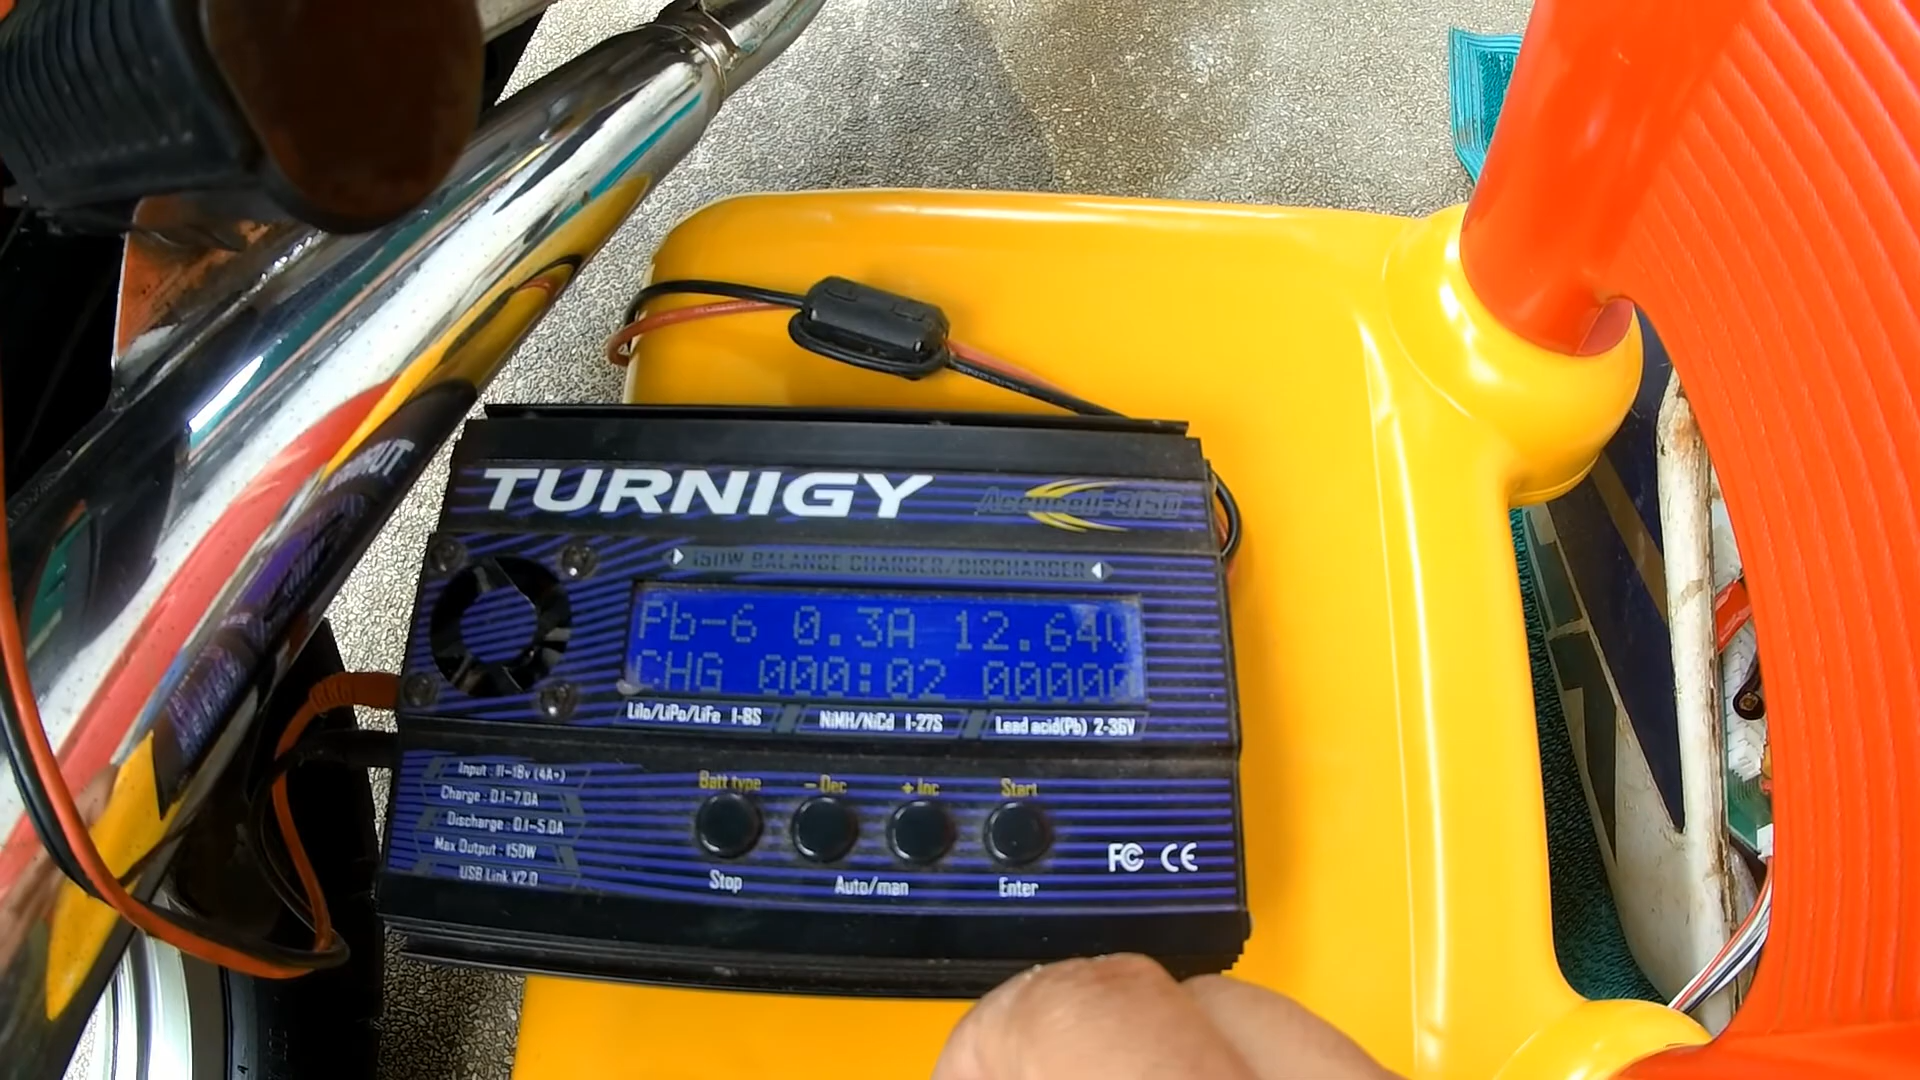 TURNIGY
Accucell-8150
150W BALANCE CHARGER/DISCHARGER
Pb-6 0.3A 12.64V
CHG 000:02 00000
LiIo/LiPo/LiFe 1-8S
NiMH/NiCd 1-27S
Lead acid(Pb) 2-36V
Input : 11-18v (4A+)
Charge : 0.1-7.0A
Discharge : 0.1-5.0A
Max Output : 150W
USB Link V2.0
Batt type
- Dec
+ Inc
Start
Stop
Auto/man
Enter
FC CE